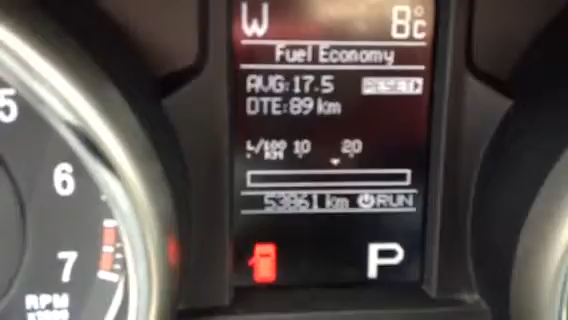 W 8°C
Fuel Economy
AVG:17.5 RESET
DTE:89 km
L/100 KM 10 20
53861 km RUN
P
5
6
7
RPM
x1000